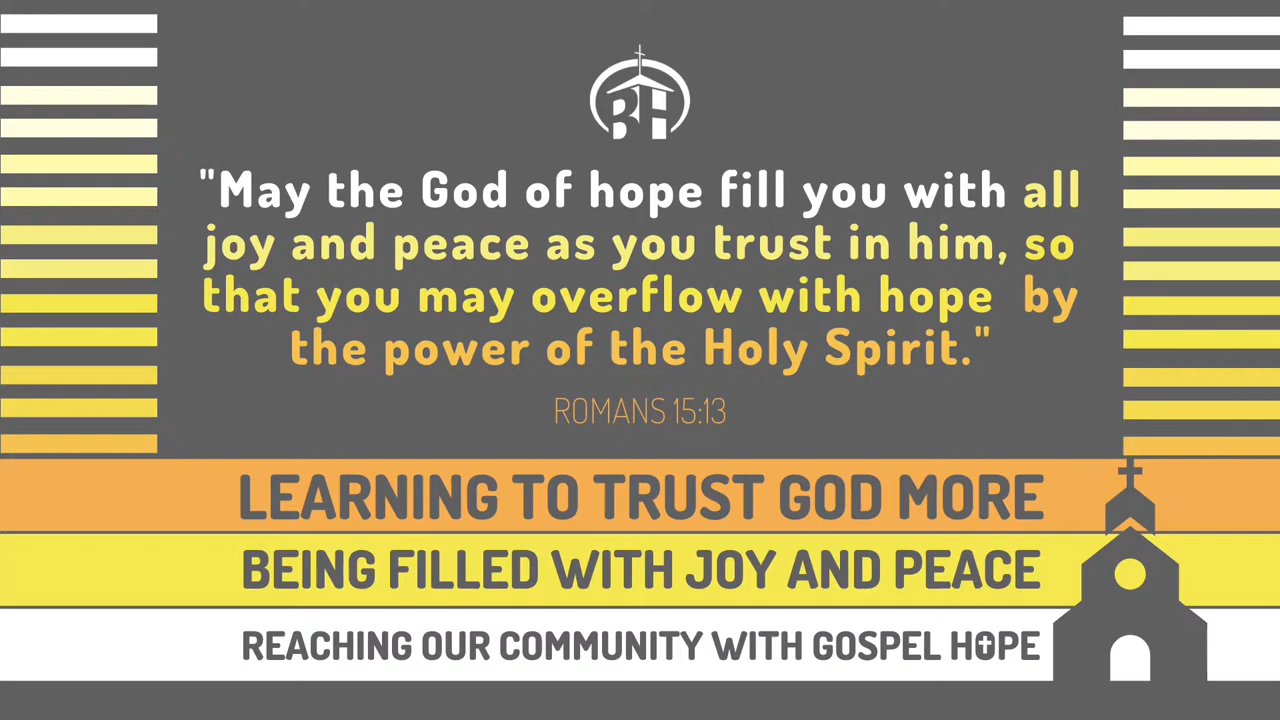 BH
"May the God of hope fill you with all
joy and peace as you trust in him, so
that you may overflow with hope by
the power of the Holy Spirit."
ROMANS 15:13
LEARNING TO TRUST GOD MORE
BEING FILLED WITH JOY AND PEACE
REACHING OUR COMMUNITY WITH GOSPEL HOPE